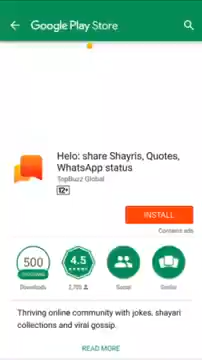 Google Play Store
Helo: share Shayris, Quotes,
WhatsApp status
TopBuzz Global
12+
INSTALL
Contains ads
500
4.5
Downloads
Social
Similar
Thriving online community with jokes, shayari
collections and viral gossip.
READ MORE